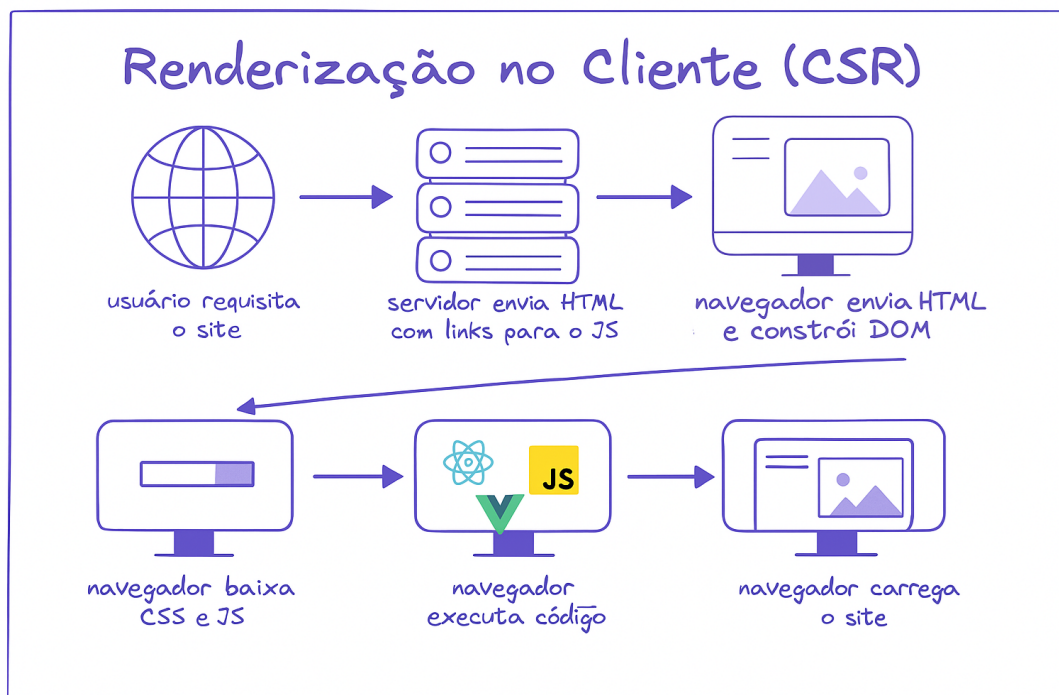 Renderização no Cliente (CSR)
usuário requisita
o site
servidor envia HTML
com links para o JS
navegador envia HTML
e constrói DOM
navegador baixa
CSS e JS
JS
navegador
executa código
navegador carrega
o site